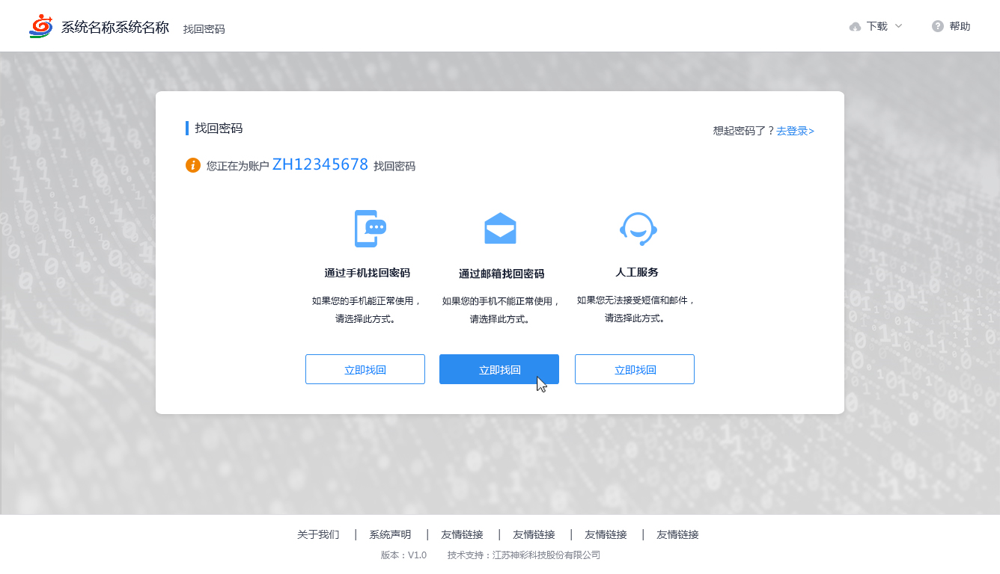 系统名称系统名称 找回密码 下载 帮助
找回密码
想起密码了？去登录>
您正在为账户 ZH12345678 找回密码
通过手机找回密码
如果您的手机能正常使用，
请选择此方式。
立即找回
通过邮箱找回密码
如果您的手机不能正常使用，
请选择此方式。
立即找回
人工服务
如果您无法接受短信和邮件，
请选择此方式。
立即找回
关于我们 | 系统声明 | 友情链接 | 友情链接 | 友情链接 | 友情链接
版本：V1.0 技术支持：江苏神彩科技股份有限公司